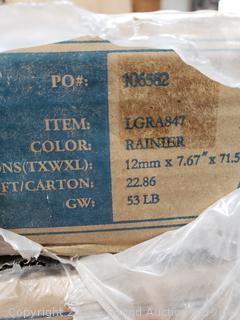 PO#: 106582
ITEM: LGRA847
COLOR: RAINIER
ONS(TXWXL) 12mm x 7.67" x 71.5
FT/CARTON: 22.86
GW: 53 LB